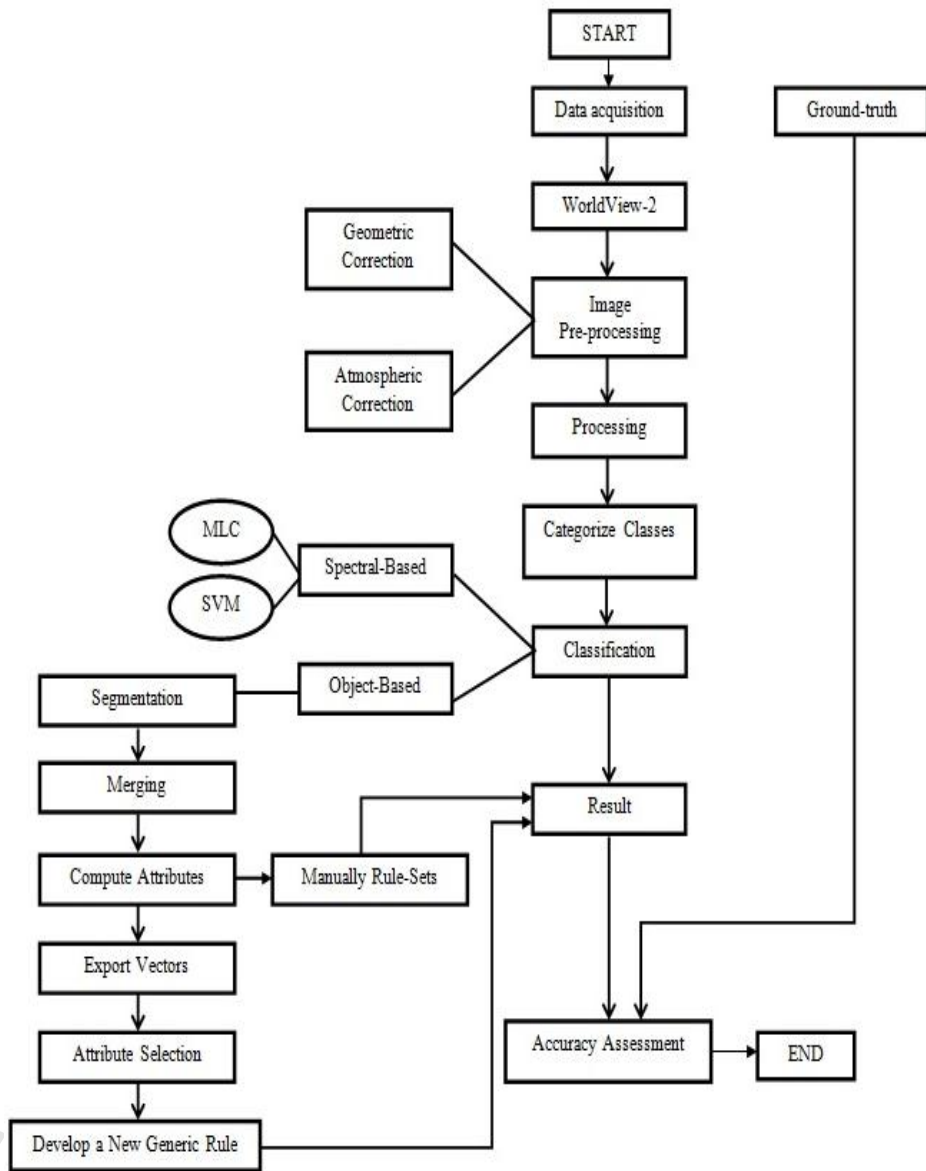 START
Data acquisition
Ground-truth
WorldView-2
Geometric
Correction
Image
Pre-processing
Atmospheric
Correction
Processing
Categorize Classes
MLC
SVM
Spectral-Based
Classification
Object-Based
Segmentation
Merging
Result
Compute Attributes
Manually Rule-Sets
Export Vectors
Attribute Selection
Accuracy Assessment
END
Develop a New Generic Rule